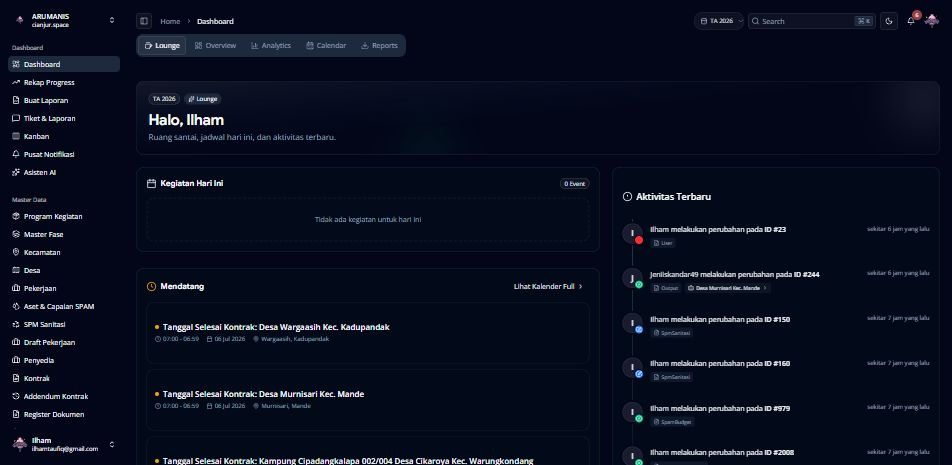 ARUMANIS
cianjur.space
Dashboard
Dashboard
Rekap Progress
Buat Laporan
Tiket & Laporan
Kanban
Pusat Notifikasi
Asisten AI
Master Data
Program Kegiatan
Master Fase
Kecamatan
Desa
Pekerjaan
Aset & Capaian SPAM
SPM Sanitasi
Draft Pekerjaan
Penyedia
Kontrak
Addendum Kontrak
Register Dokumen
Ilham
ilhamtaufiq@gmail.com
Home > Dashboard
TA 2026
Search
⌘ K
6
Lounge
Overview
Analytics
Calendar
Reports
TA 2026
Lounge
Halo, Ilham
Ruang santai, jadwal hari ini, dan aktivitas terbaru.
Kegiatan Hari Ini
0 Event
Tidak ada kegiatan untuk hari ini
Mendatang
Lihat Kalender Full >
Tanggal Selesai Kontrak: Desa Wargaasih Kec. Kadupandak
07:00 - 06:59 06 Jul 2026 Wargaasih, Kadupandak
Tanggal Selesai Kontrak: Desa Murnisari Kec. Mande
07:00 - 06:59 06 Jul 2026 Murnisari, Mande
Tanggal Selesai Kontrak: Kampung Cipadangkalapa 002/004 Desa Cikaroya Kec. Warungkondang
Aktivitas Terbaru
I
Ilham melakukan perubahan pada ID #23
sekitar 6 jam yang lalu
User
J
Jeniiskandar49 melakukan perubahan pada ID #244
sekitar 6 jam yang lalu
Output
Desa Murnisari Kec. Mande >
I
Ilham melakukan perubahan pada ID #150
sekitar 7 jam yang lalu
SpmSanitasi
I
Ilham melakukan perubahan pada ID #160
sekitar 7 jam yang lalu
SpmSanitasi
I
Ilham melakukan perubahan pada ID #979
sekitar 7 jam yang lalu
SpamBudget
I
Ilham melakukan perubahan pada ID #2008
sekitar 7 jam yang lalu